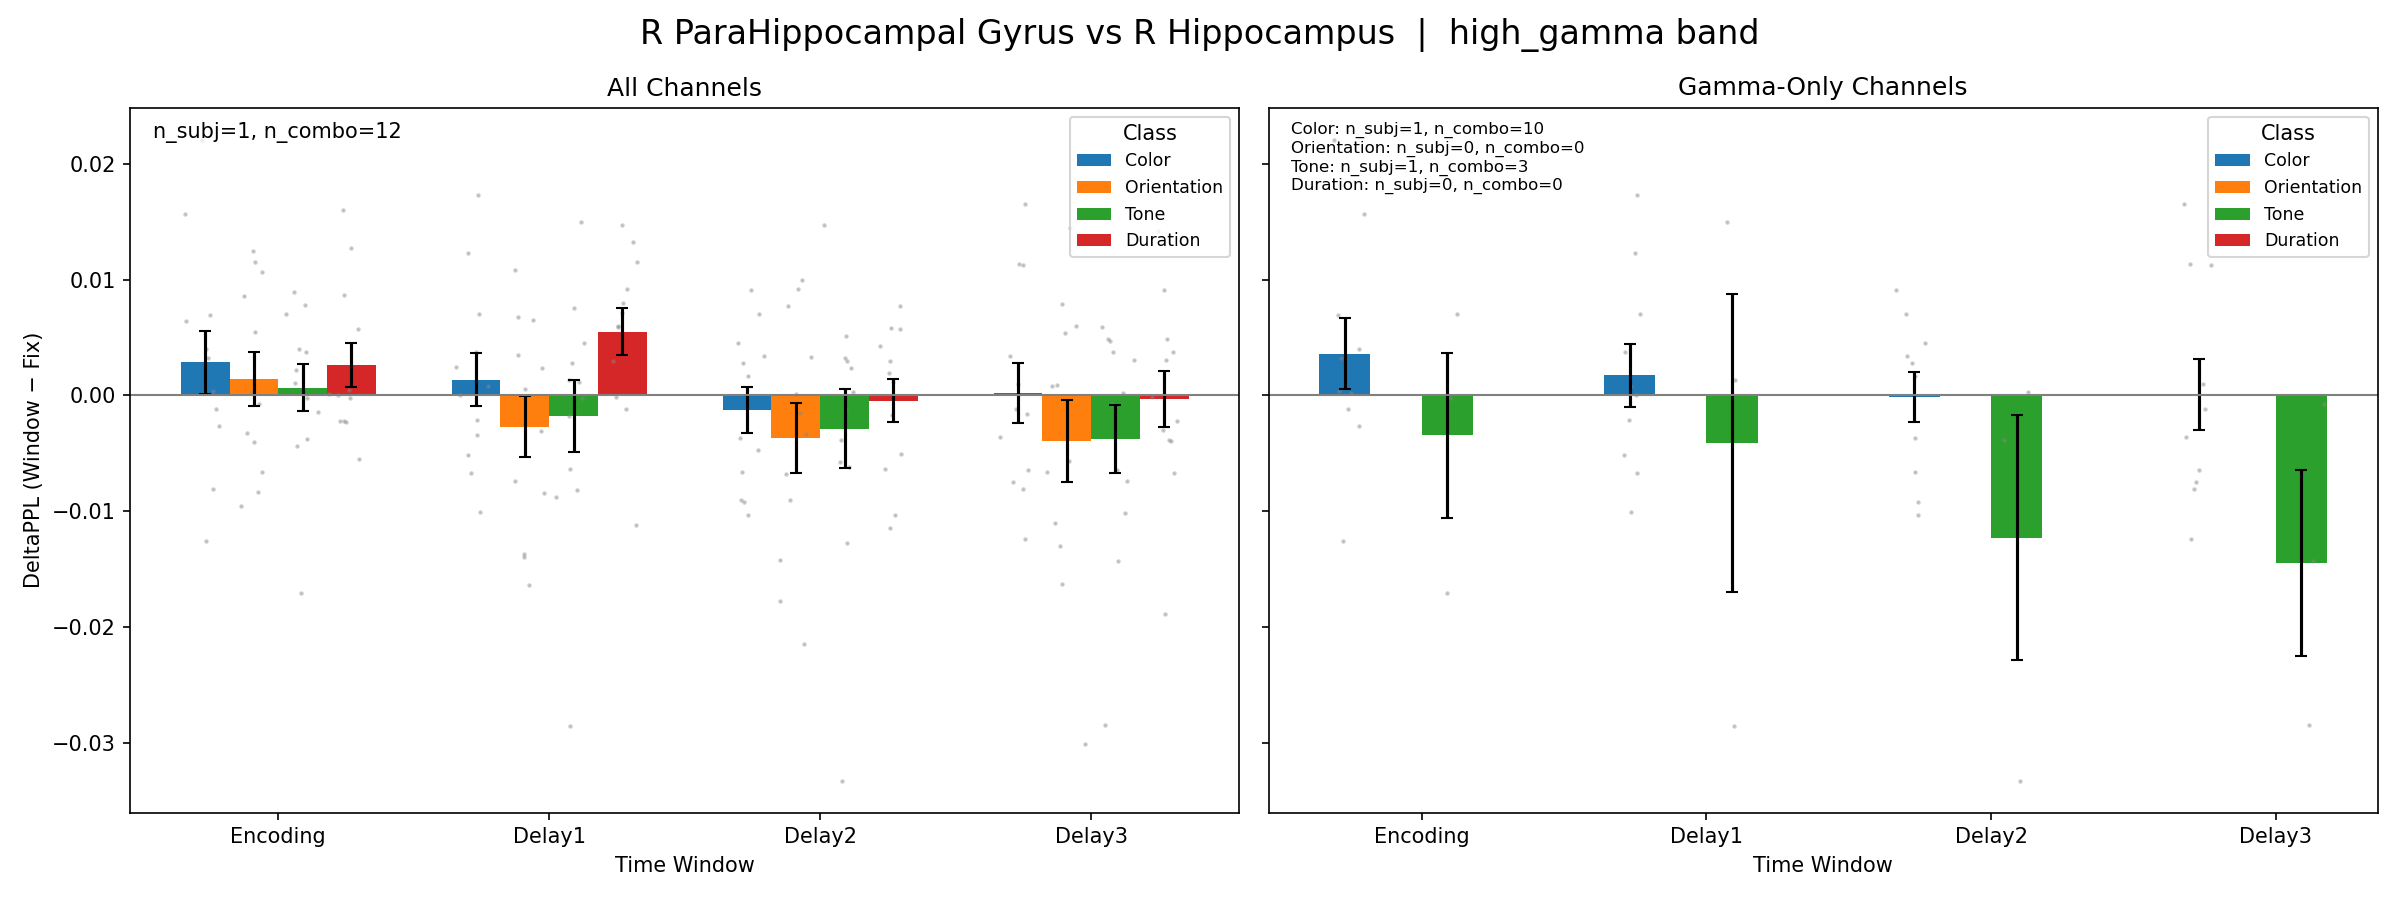 R ParaHippocampal Gyrus vs R Hippocampus | high_gamma band
All Channels
n_subj=1, n_combo=12
Class
Color
Orientation
Tone
Duration
DeltaPPL (Window − Fix)
0.02
0.01
0.00
−0.01
−0.02
−0.03
Encoding
Delay1
Delay2
Delay3
Time Window
Gamma-Only Channels
Color: n_subj=1, n_combo=10
Orientation: n_subj=0, n_combo=0
Tone: n_subj=1, n_combo=3
Duration: n_subj=0, n_combo=0
Class
Color
Orientation
Tone
Duration
Encoding
Delay1
Delay2
Delay3
Time Window